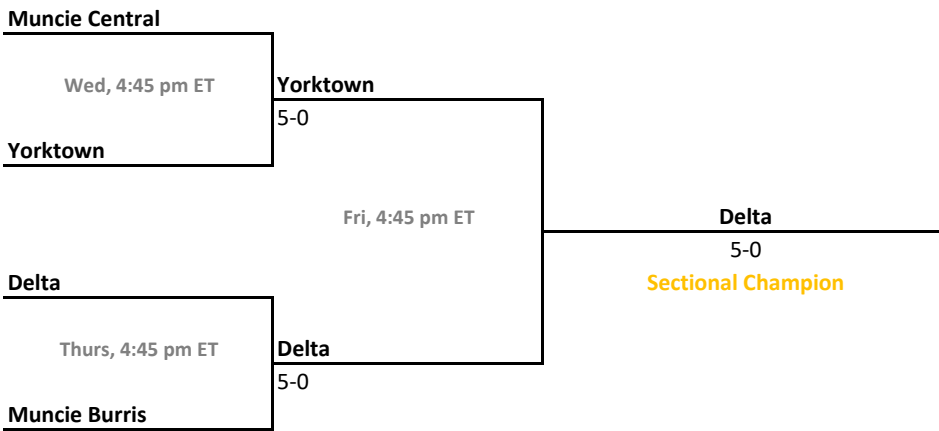 Muncie Central
Wed, 4:45 pm ET
Yorktown
5-0
Yorktown
Fri, 4:45 pm ET
Delta
5-0
Sectional Champion
Delta
Thurs, 4:45 pm ET
Delta
5-0
Muncie Burris